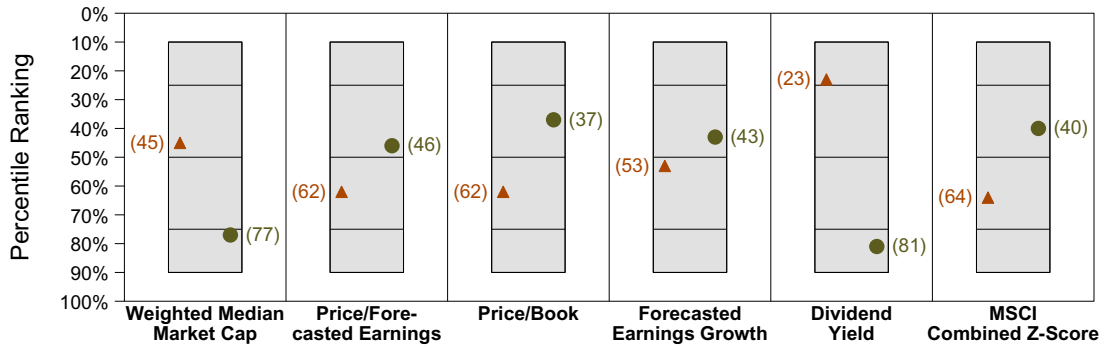 Percentile Ranking
0%
10%
20%
30%
40%
50%
60%
70%
80%
90%
100%
(45)
(77)
(62)
(46)
(62)
(37)
(53)
(43)
(23)
(81)
(64)
(40)
Weighted Median
Market Cap
Price/Fore-
casted Earnings
Price/Book
Forecasted
Earnings Growth
Dividend
Yield
MSCI
Combined Z-Score